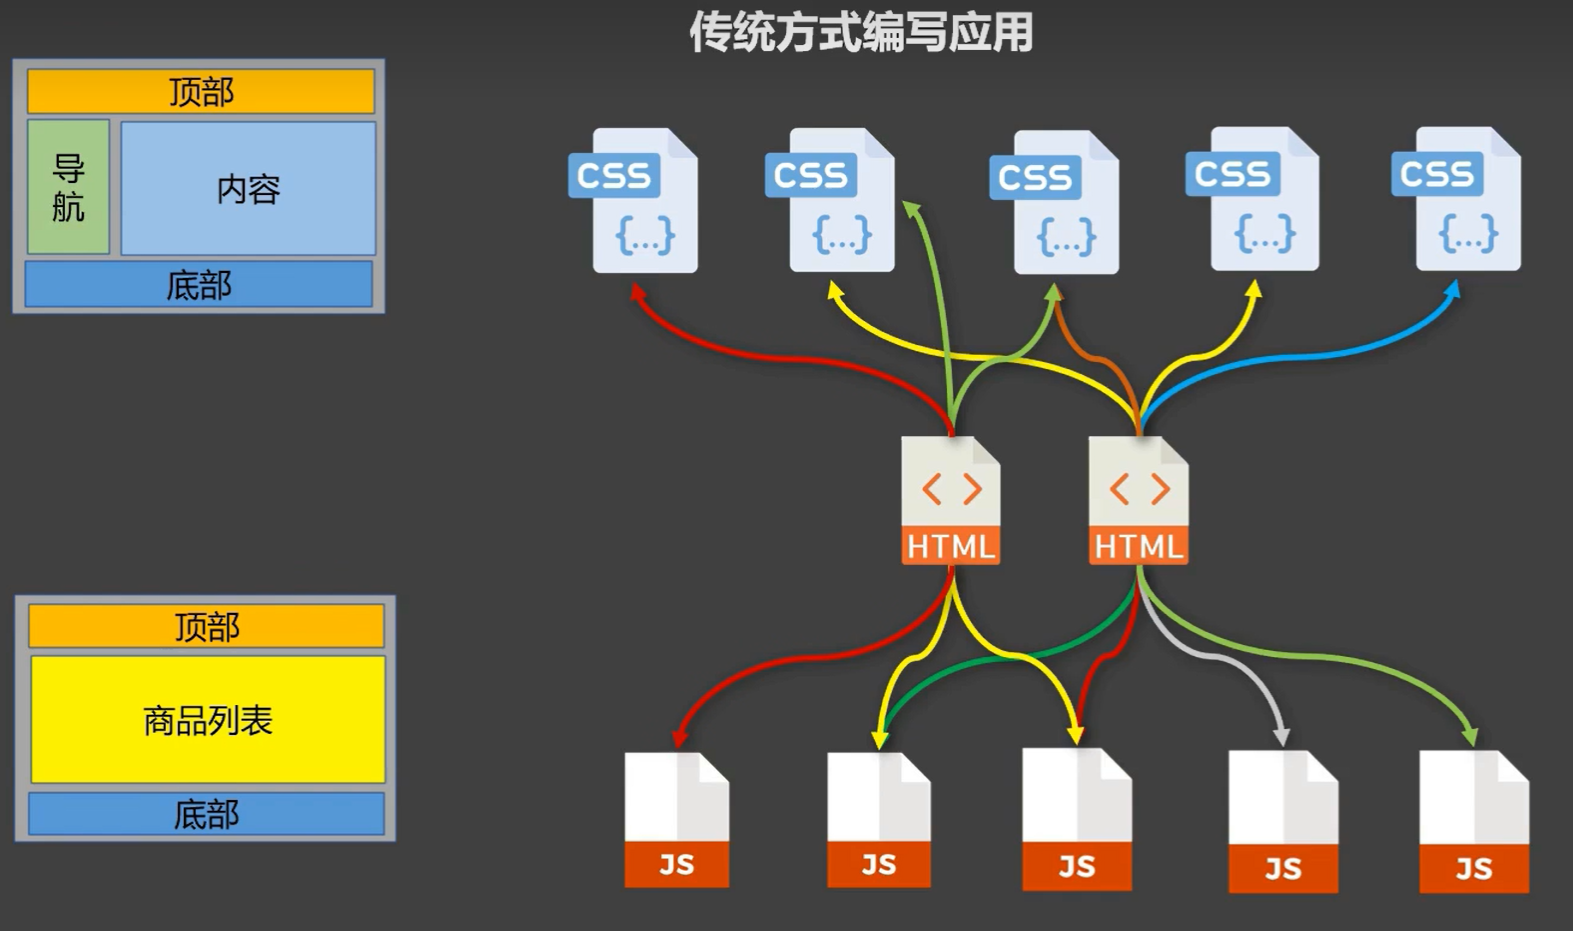 传统方式编写应用
顶部
导
航
内容
底部
CSS
{...}
CSS
{...}
CSS
{...}
CSS
{...}
CSS
{...}
< >
HTML
< >
HTML
顶部
商品列表
底部
JS
JS
JS
JS
JS